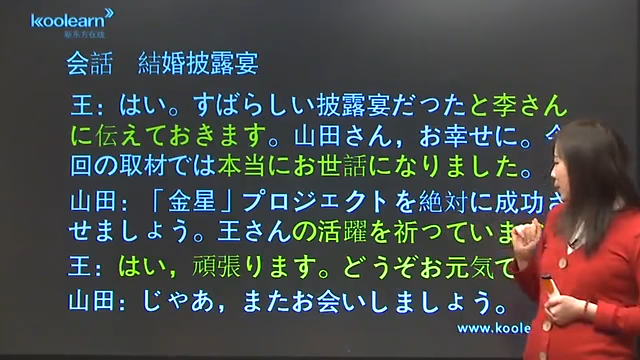 koolearn
新东方在线
会話 結婚披露宴
王：はい。すばらしい披露宴だったと李さん
に伝えておきます。山田さん，お幸せに。
回の取材では本当にお世話になりました。
山田：「金星」プロジェクトを絶対に成功さ
せましょう。王さんの活躍を祈っていま
王：はい，頑張ります。どうぞお元気で
山田：じゃあ，またお会いしましょう。
www.koole